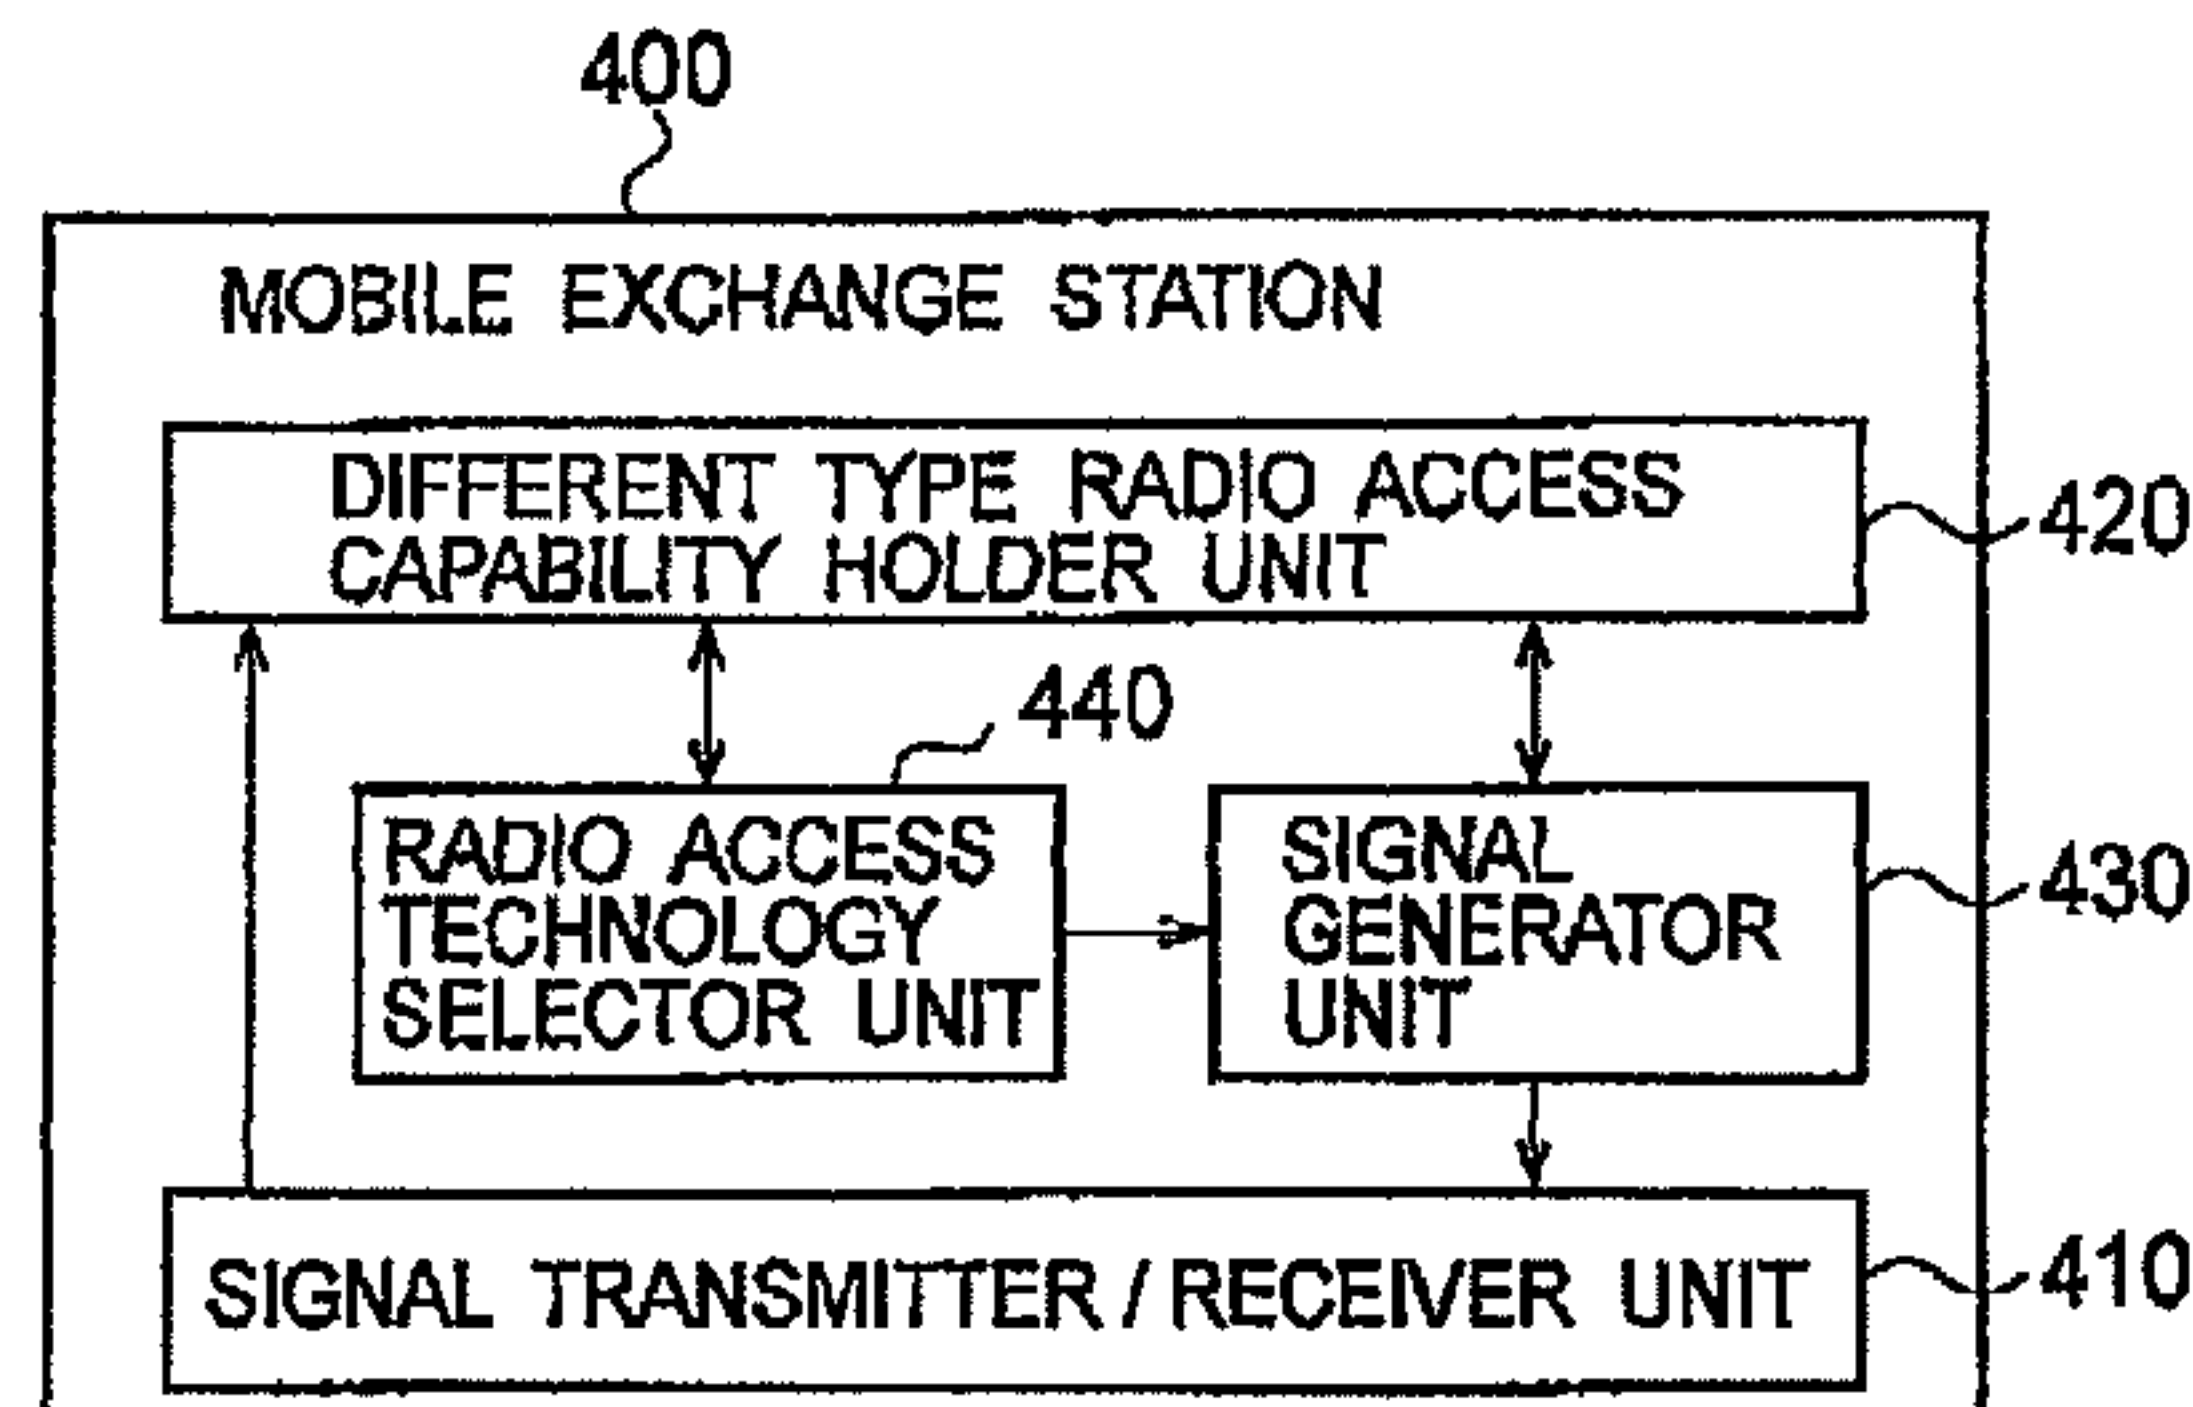 400
MOBILE EXCHANGE STATION
DIFFERENT TYPE RADIO ACCESS
CAPABILITY HOLDER UNIT
420
440
RADIO ACCESS
TECHNOLOGY
SELECTOR UNIT
SIGNAL
GENERATOR
UNIT
430
SIGNAL TRANSMITTER / RECEIVER UNIT
410